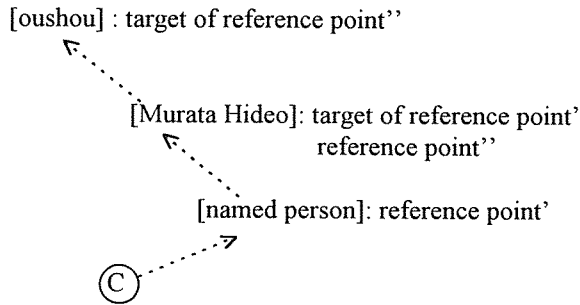 [oushou] : target of reference point’’
[Murata Hideo]: target of reference point’
reference point’’
[named person]: reference point’
C